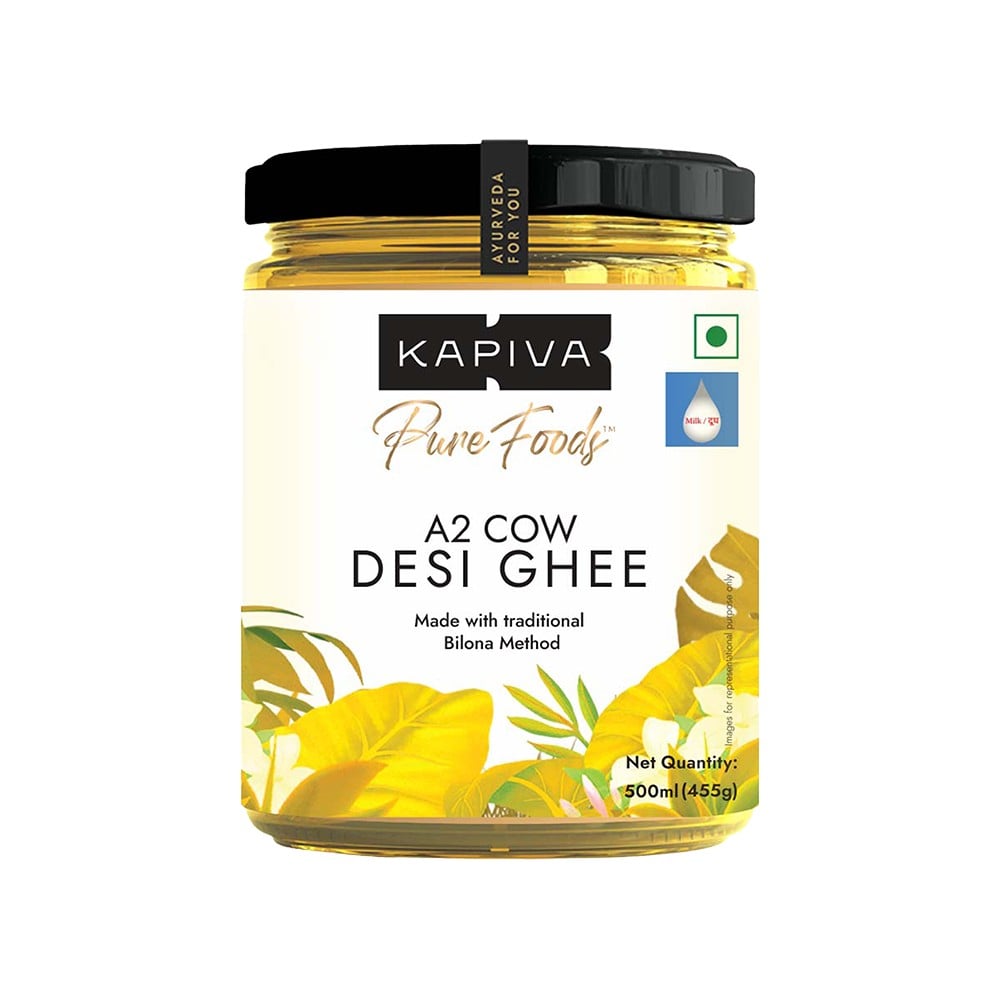 AYURVEDA
FOR YOU
KAPIVA
Pure Foods™
Milk / दूध
A2 COW
DESI GHEE
Made with traditional
Bilona Method
Images for representational purpose only
Net Quantity:
500ml (455g)